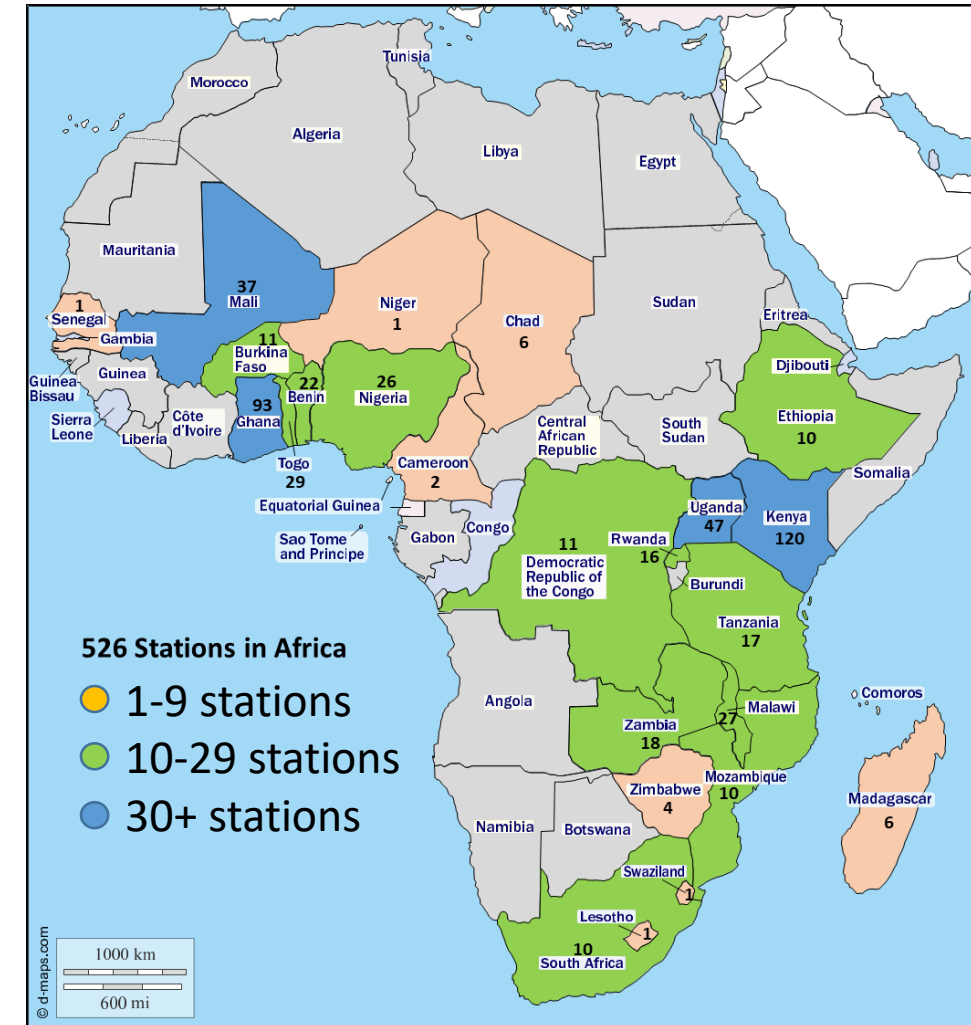 Tunisia
Morocco
Algeria
Libya
Egypt
Mauritania
37
Mali
Niger
1
Chad
6
Sudan
Eritrea
1
Senegal
Gambia
Guinea-
Bissau
Guinea
Sierra
Leone
Liberia
Côte
d'Ivoire
11
Burkina
Faso
93
Ghana
22
Benin
Togo
29
26
Nigeria
Cameroon
2
Central
African
Republic
South
Sudan
Djibouti
Ethiopia
10
Somalia
Equatorial Guinea
Sao Tome
and Principe
Gabon
Congo
11
Democratic
Republic of
the Congo
Uganda
47
Kenya
120
Rwanda
16
Burundi
Tanzania
17
526 Stations in Africa
1-9 stations
10-29 stations
30+ stations
Angola
Zambia
18
27
Malawi
Comoros
Mozambique
10
Zimbabwe
4
Madagascar
6
Namibia
Botswana
Swaziland
1
Lesotho
1
10
South Africa
1000 km
600 mi
© d-maps.com